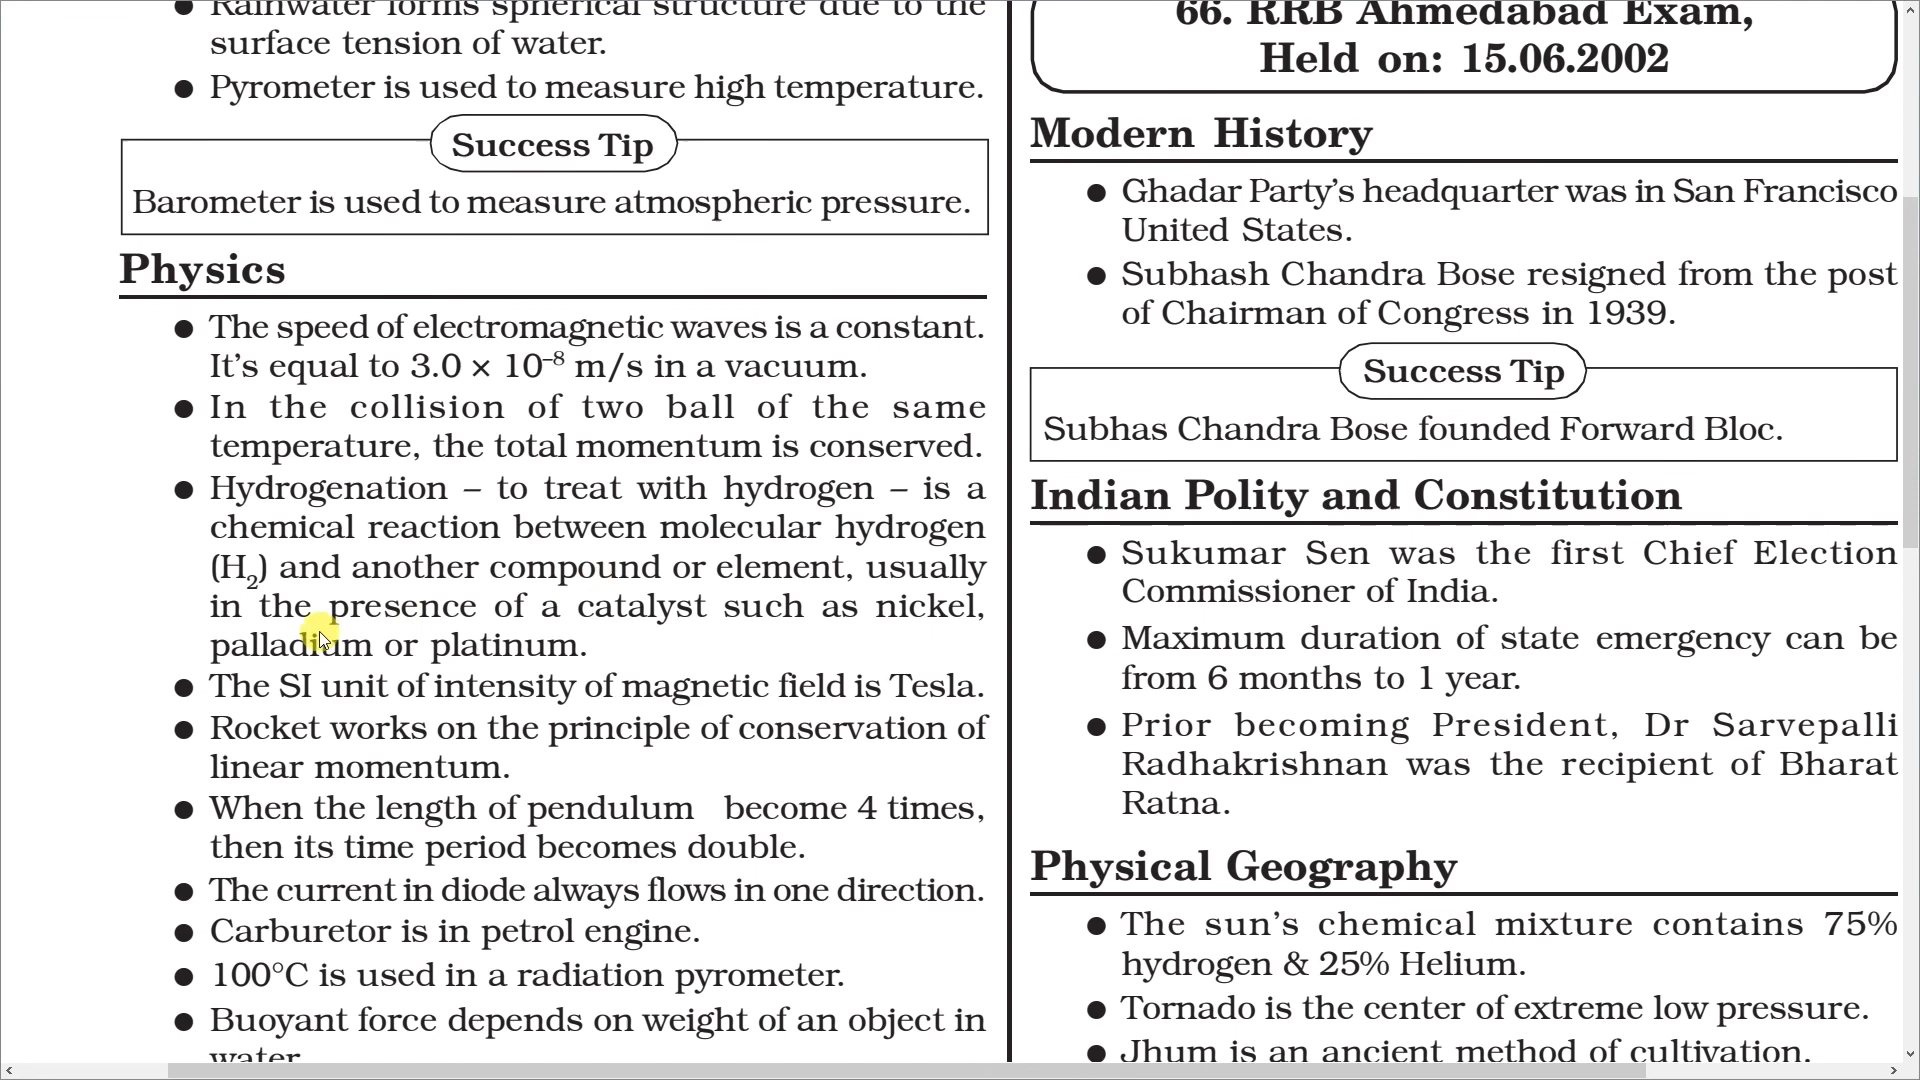 Rainwater forms spherical structure due to the
surface tension of water.
● Pyrometer is used to measure high temperature.
Success Tip
Barometer is used to measure atmospheric pressure.
Physics
● The speed of electromagnetic waves is a constant.
It’s equal to 3.0 × 10⁻⁸ m/s in a vacuum.
● In the collision of two ball of the same
temperature, the total momentum is conserved.
● Hydrogenation – to treat with hydrogen – is a
chemical reaction between molecular hydrogen
(H₂) and another compound or element, usually
in the presence of a catalyst such as nickel,
palladium or platinum.
● The SI unit of intensity of magnetic field is Tesla.
● Rocket works on the principle of conservation of
linear momentum.
● When the length of pendulum become 4 times,
then its time period becomes double.
● The current in diode always flows in one direction.
● Carburetor is in petrol engine.
● 100°C is used in a radiation pyrometer.
● Buoyant force depends on weight of an object in
water
66. RRB Ahmedabad Exam,
Held on: 15.06.2002
Modern History
● Ghadar Party’s headquarter was in San Francisco
United States.
● Subhash Chandra Bose resigned from the post
of Chairman of Congress in 1939.
Success Tip
Subhas Chandra Bose founded Forward Bloc.
Indian Polity and Constitution
● Sukumar Sen was the first Chief Election
Commissioner of India.
● Maximum duration of state emergency can be
from 6 months to 1 year.
● Prior becoming President, Dr Sarvepalli
Radhakrishnan was the recipient of Bharat
Ratna.
Physical Geography
● The sun’s chemical mixture contains 75%
hydrogen & 25% Helium.
● Tornado is the center of extreme low pressure.
● Jhum is an ancient method of cultivation.